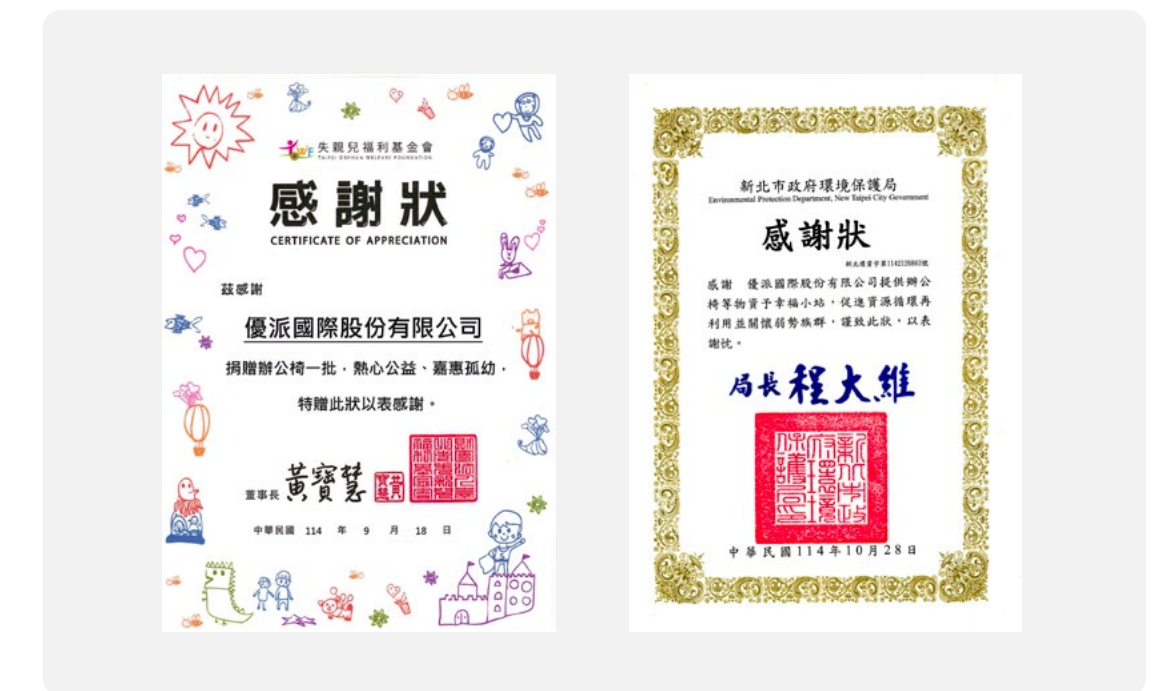 失親兒福利基金會
TAIPEI ORPHAN WELFARE FOUNDATION
感謝狀
CERTIFICATE OF APPRECIATION
茲感謝
優派國際股份有限公司
捐贈辦公椅一批，熱心公益、嘉惠孤幼，
特贈此狀以表感謝。
董事長 黃寶慧
中華民國 114 年 9 月 18 日
新北市政府環境保護局
Environmental Protection Department, New Taipei City Government
感謝狀
感謝 優派國際股份有限公司提供辦公
椅等物資予幸福小站，促進資源循環再
利用並關懷弱勢族群，謹致此狀，以表
謝忱。
局長 程大維
中華民國114年10月28日